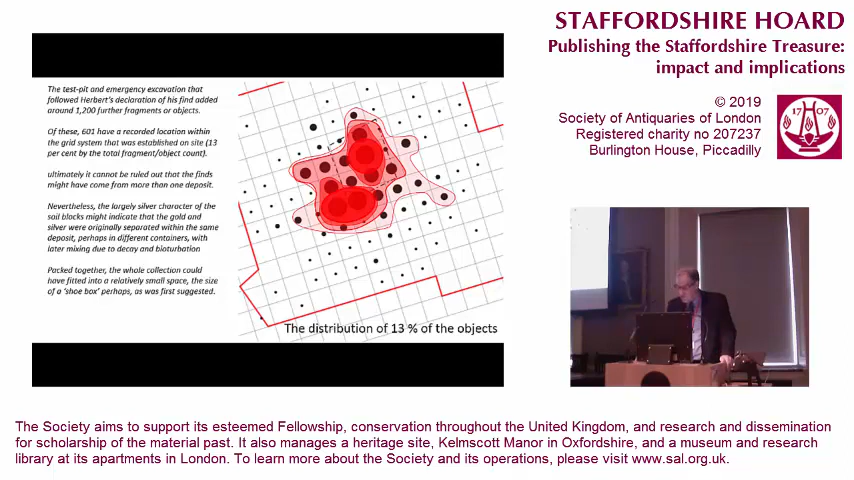 STAFFORDSHIRE HOARD
Publishing the Staffordshire Treasure:
impact and implications
© 2019
Society of Antiquaries of London
Registered charity no 207237
Burlington House, Piccadilly
17 07
The test-pit and emergency excavation that
followed Herbert's declaration of his find added
around 1,200 further fragments or objects.
Of these, 601 have a recorded location within
the grid system that was established on site (13
per cent by the total fragment/object count).
ultimately it cannot be ruled out that the finds
might have come from more than one deposit.
Nevertheless, the largely silver character of the
soil blocks might indicate that the gold and
silver were originally separated within the same
deposit, perhaps in different containers, with
later mixing due to decay and bioturbation
Packed together, the whole collection could
have fitted into a relatively small space, the size
of a 'shoe box' perhaps, as was first suggested.
The distribution of 13 % of the objects
The Society aims to support its esteemed Fellowship, conservation throughout the United Kingdom, and research and dissemination
for scholarship of the material past. It also manages a heritage site, Kelmscott Manor in Oxfordshire, and a museum and research
library at its apartments in London. To learn more about the Society and its operations, please visit www.sal.org.uk.